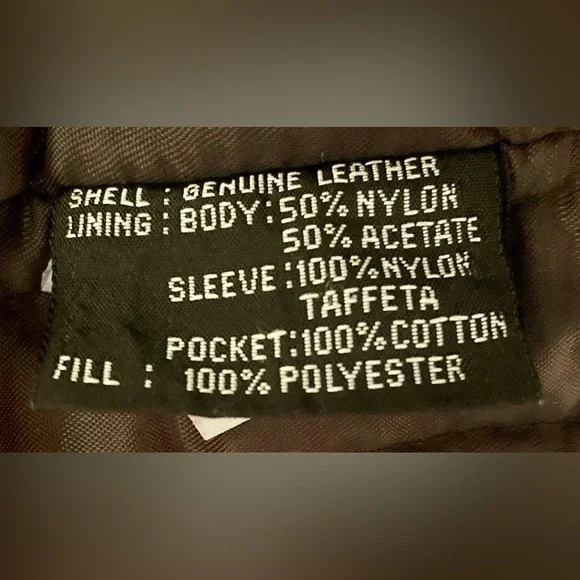 SHELL : GENUINE LEATHER
LINING : BODY : 50% NYLON
50% ACETATE
SLEEVE : 100% NYLON
TAFFETA
POCKET: 100% COTTON
FILL : 100% POLYESTER